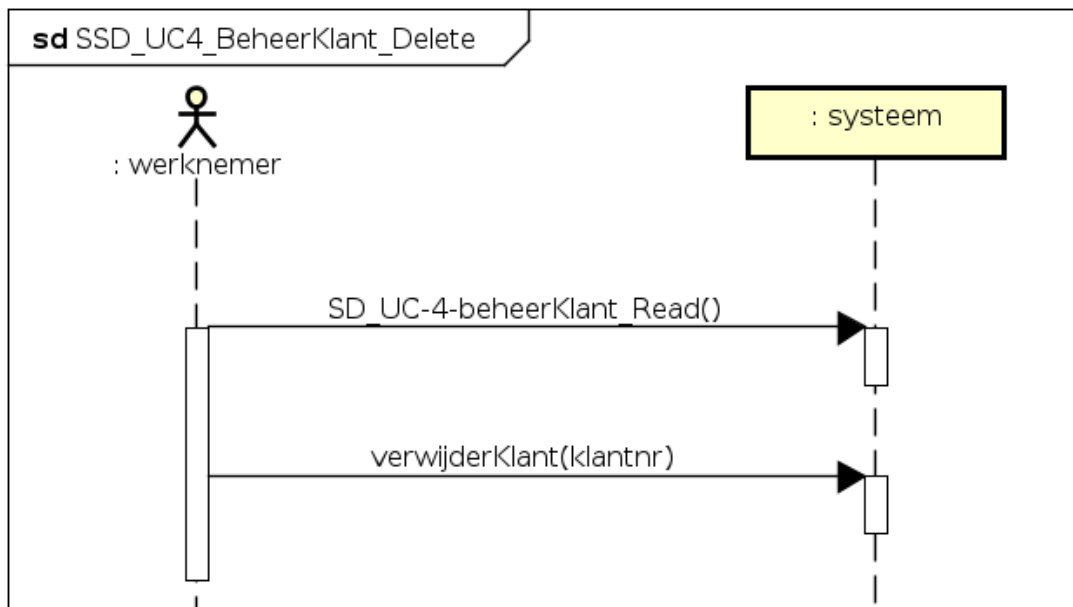 sd SSD_UC4_BeheerKlant_Delete
: werknemer
: systeem
SD_UC-4-beheerKlant_Read()
verwijderKlant(klantnr)